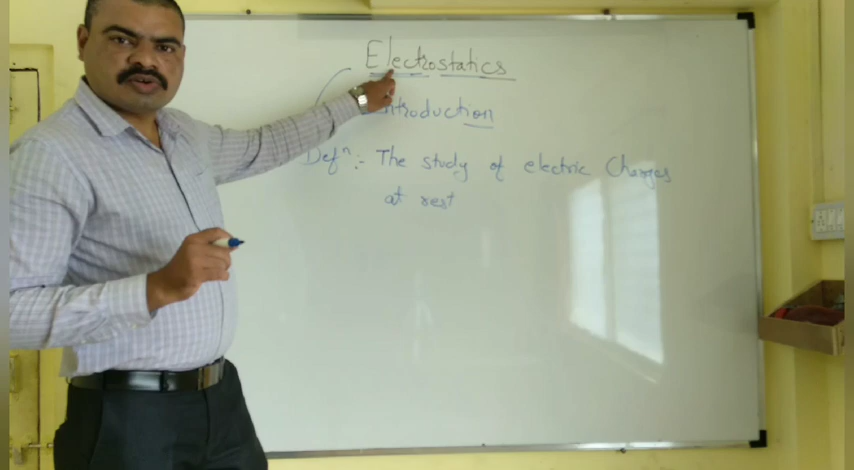 Electrostatics
Introduction
Defⁿ :- The study of electric Charges
at rest